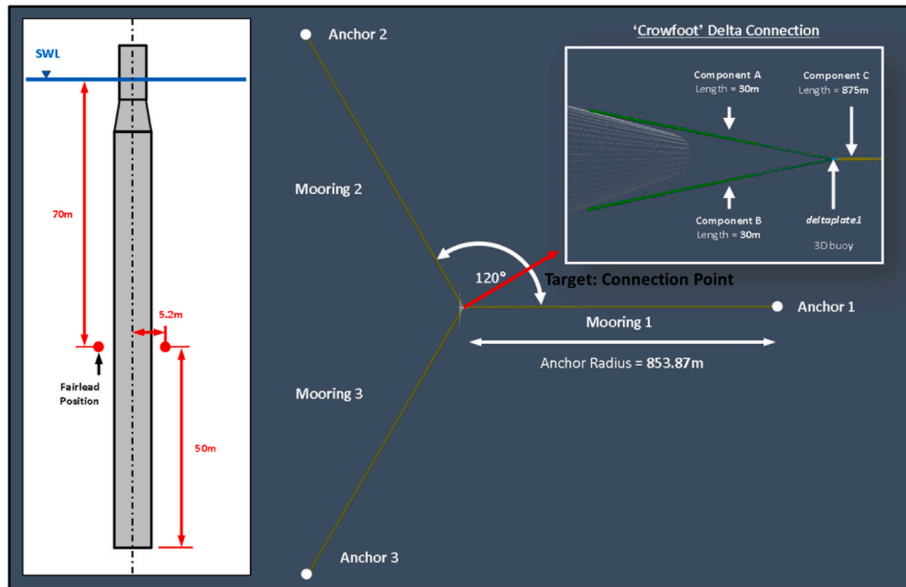 SWL
70m
5.2m
Fairlead
Position
50m
Anchor 2
Mooring 2
120°
Target: Connection Point
Mooring 1
Anchor 1
Anchor Radius = 853.87m
Mooring 3
Anchor 3
'Crowfoot' Delta Connection
Component A
Length = 30m
Component C
Length = 875m
Component B
Length = 30m
deltaplate1
3D buoy